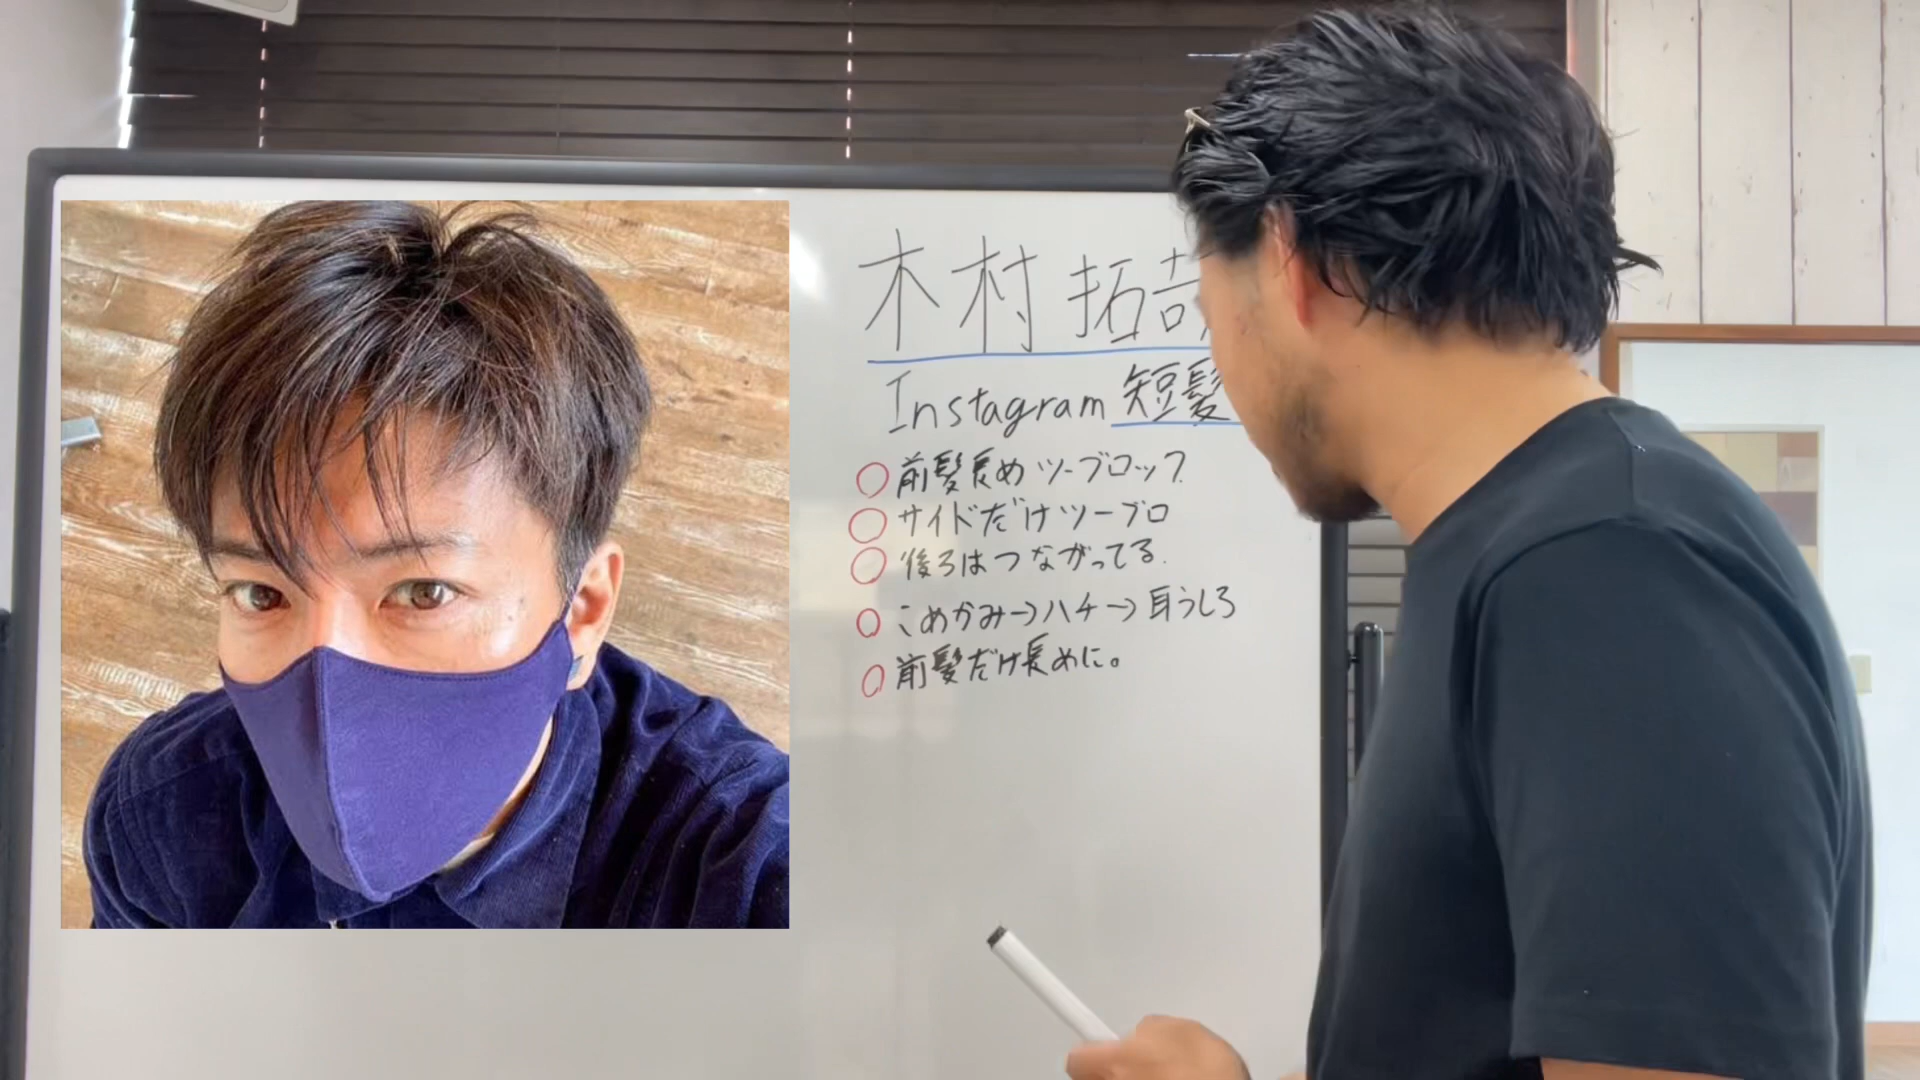 木村拓哉
Instagram 短髪
前髪長め ツーブロック
サイドだけツーブロ
後ろはつながってる.
こめかみ→ハチ→耳うしろ
前髪だけ長めに。